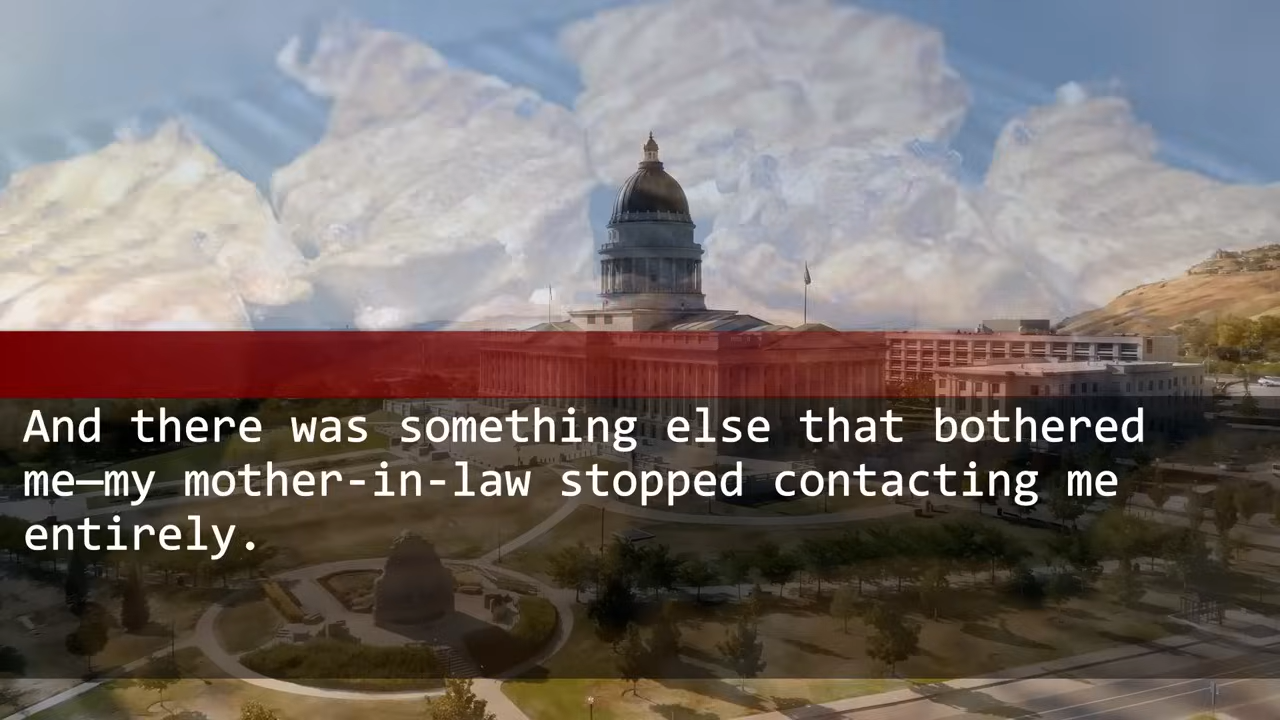 And there was something else that bothered
me—my mother-in-law stopped contacting me
entirely.